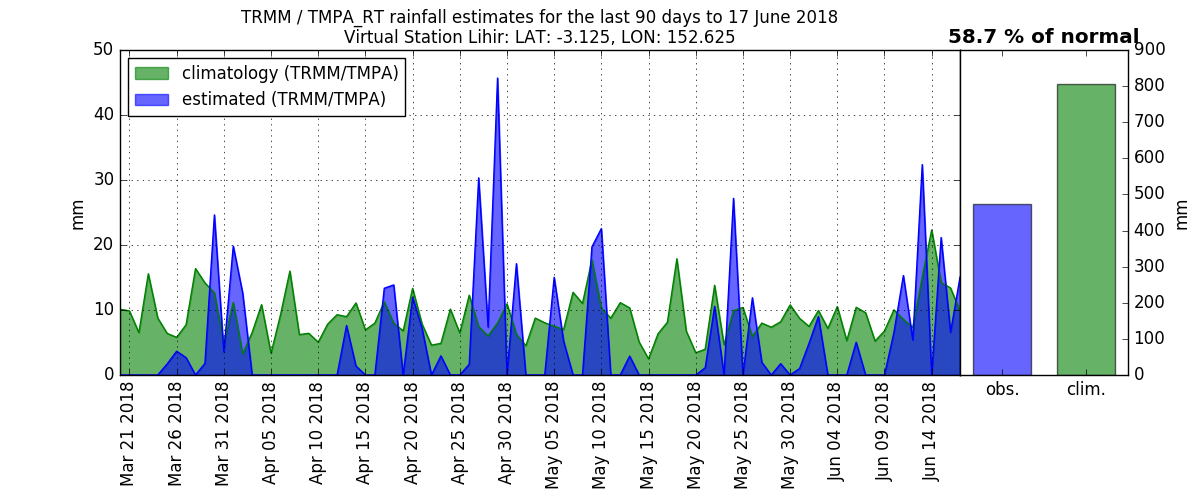 TRMM / TMPA_RT rainfall estimates for the last 90 days to 17 June 2018
Virtual Station Lihir: LAT: -3.125, LON: 152.625
58.7 % of normal
climatology (TRMM/TMPA)
estimated (TRMM/TMPA)
50
40
30
20
10
0
mm
Mar 21 2018
Mar 26 2018
Mar 31 2018
Apr 05 2018
Apr 10 2018
Apr 15 2018
Apr 20 2018
Apr 25 2018
Apr 30 2018
May 05 2018
May 10 2018
May 15 2018
May 20 2018
May 25 2018
May 30 2018
Jun 04 2018
Jun 09 2018
Jun 14 2018
obs.
clim.
900
800
700
600
500
400
300
200
100
0
mm